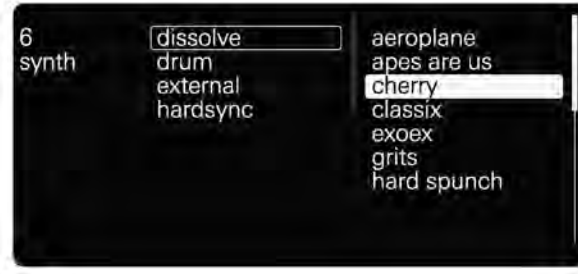 6
synth
dissolve
drum
external
hardsync
aeroplane
apes are us
cherry
classix
exoex
grits
hard spunch